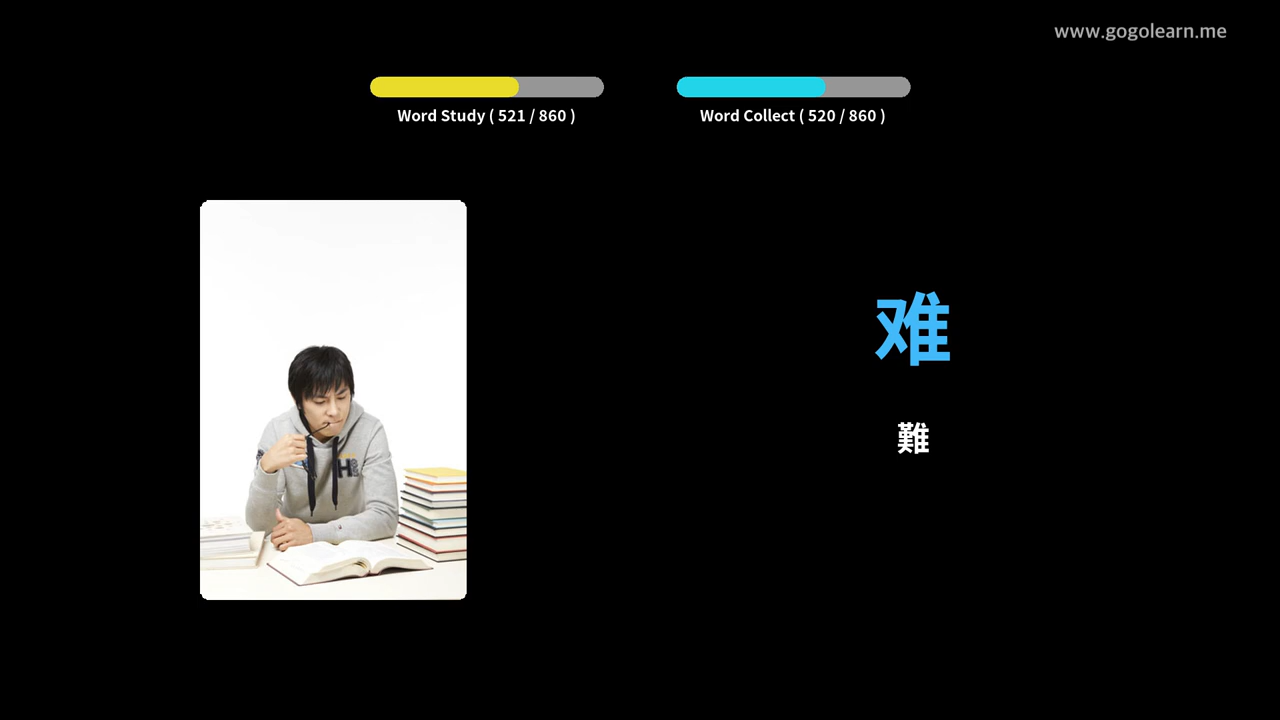 www.gogolearn.me
Word Study ( 521 / 860 )
Word Collect ( 520 / 860 )
难
難
H